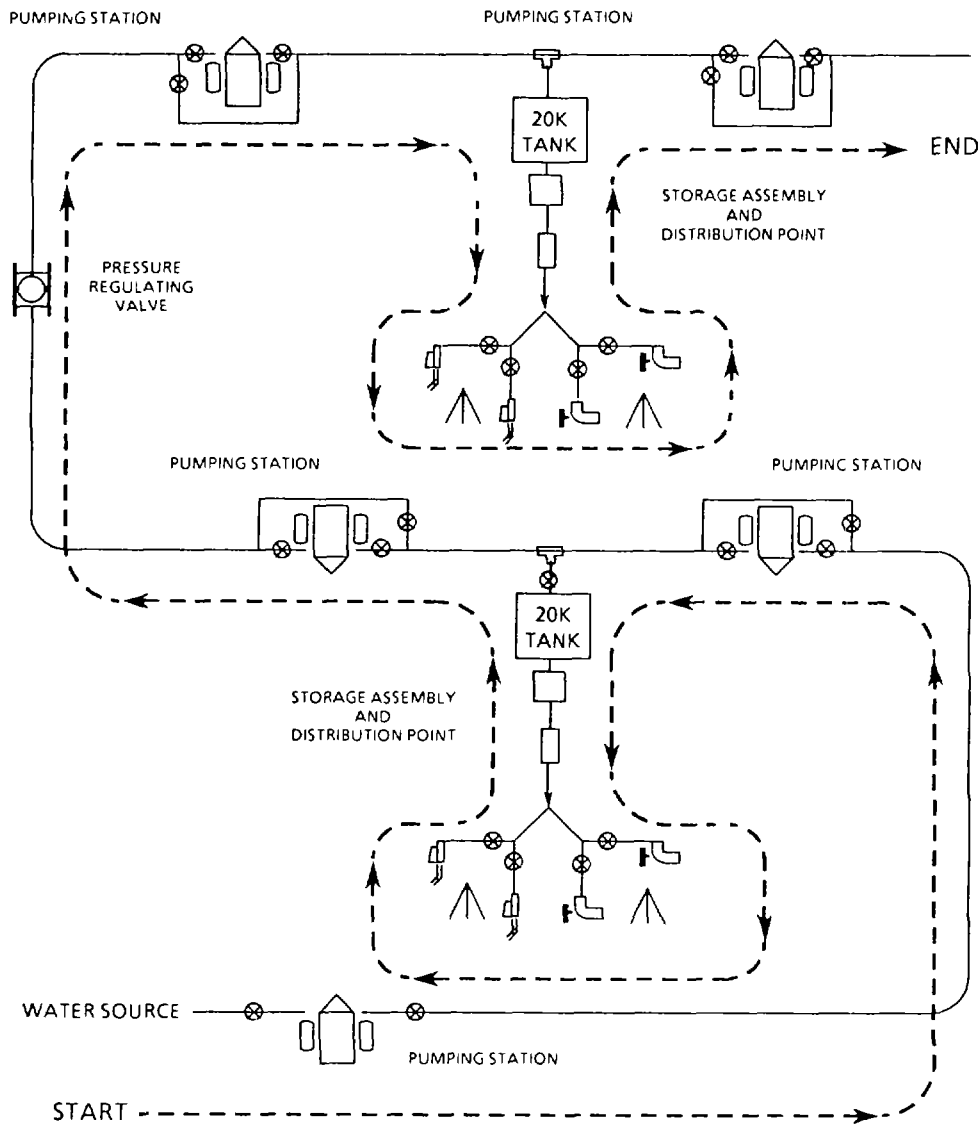 PUMPING STATION
PUMPING STATION
20K
TANK
END
STORAGE ASSEMBLY
AND
DISTRIBUTION POINT
PRESSURE
REGULATING
VALVE
PUMPING STATION
PUMPINC STATION
20K
TANK
STORAGE ASSEMBLY
AND
DISTRIBUTION POINT
WATER SOURCE
PUMPING STATION
START